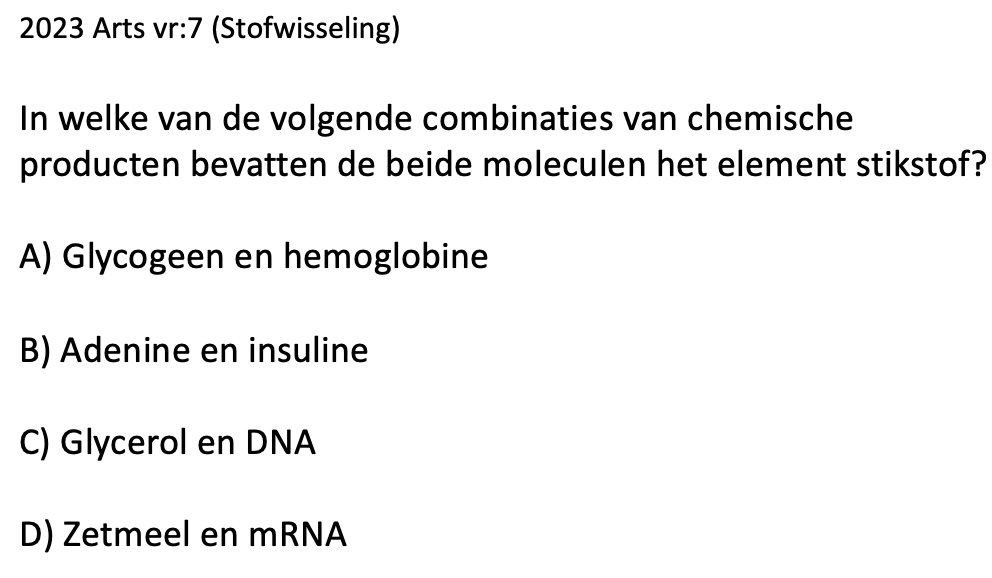 2023 Arts vr:7 (Stofwisseling)
In welke van de volgende combinaties van chemische
producten bevatten de beide moleculen het element stikstof?
A) Glycogeen en hemoglobine
B) Adenine en insuline
C) Glycerol en DNA
D) Zetmeel en mRNA